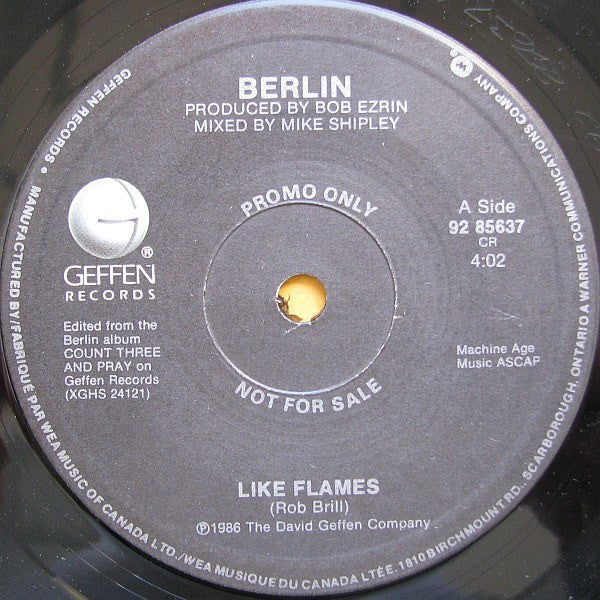 BERLIN
PRODUCED BY BOB EZRIN
MIXED BY MIKE SHIPLEY
PROMO ONLY
A Side
92 85637
CR
4:02
G
®
GEFFEN
RECORDS
Edited from the
Berlin album
COUNT THREE
AND PRAY on
Geffen Records
(XGHS 24121)
Machine Age
Music ASCAP
NOT FOR SALE
LIKE FLAMES
(Rob Brill)
℗1986 The David Geffen Company
GEFFEN RECORDS • MANUFACTURED BY/FABRIQUÉ PAR WEA MUSIC OF CANADA LTD./WEA MUSIQUE DU CANADA LTÉE. 1810 BIRCHMOUNT RD., SCARBOROUGH, ONTARIO A WARNER COMMUNICATIONS COMPANY